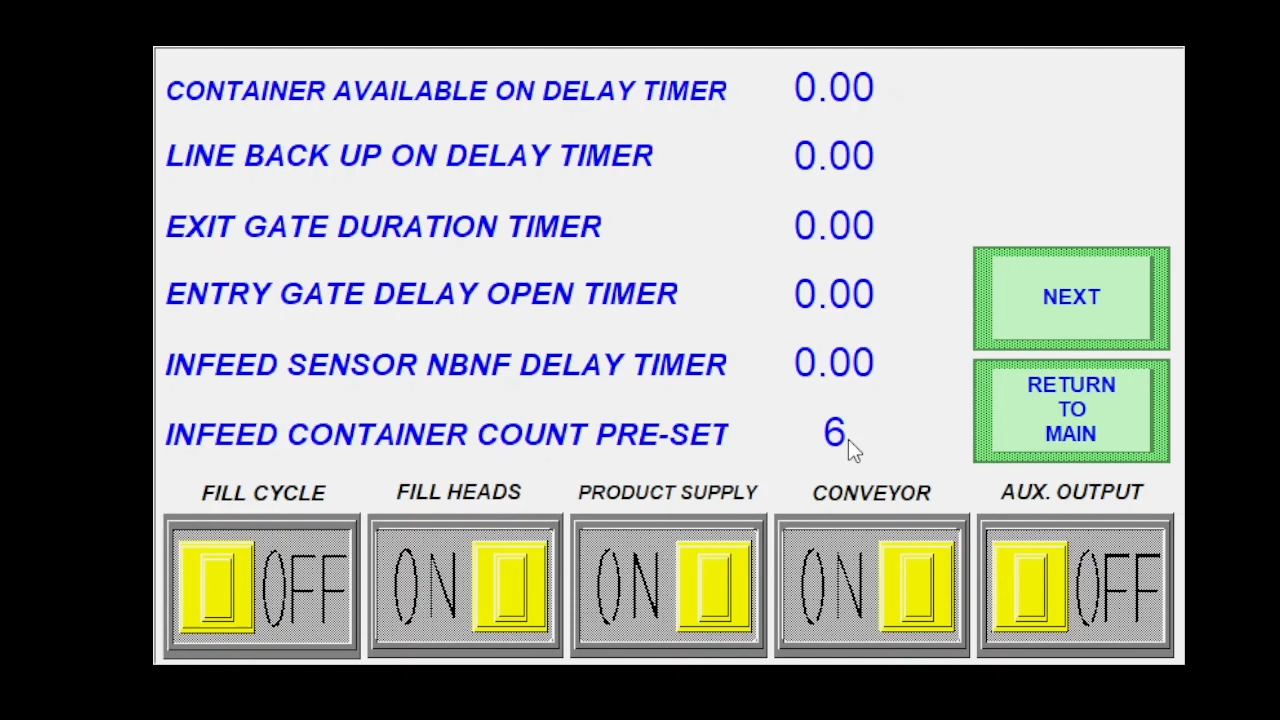 CONTAINER AVAILABLE ON DELAY TIMER 0.00
LINE BACK UP ON DELAY TIMER 0.00
EXIT GATE DURATION TIMER 0.00
ENTRY GATE DELAY OPEN TIMER 0.00
NEXT
INFEED SENSOR NBNF DELAY TIMER 0.00
RETURN
TO
MAIN
INFEED CONTAINER COUNT PRE-SET 6
FILL CYCLE FILL HEADS PRODUCT SUPPLY CONVEYOR AUX. OUTPUT
OFF ON ON ON OFF